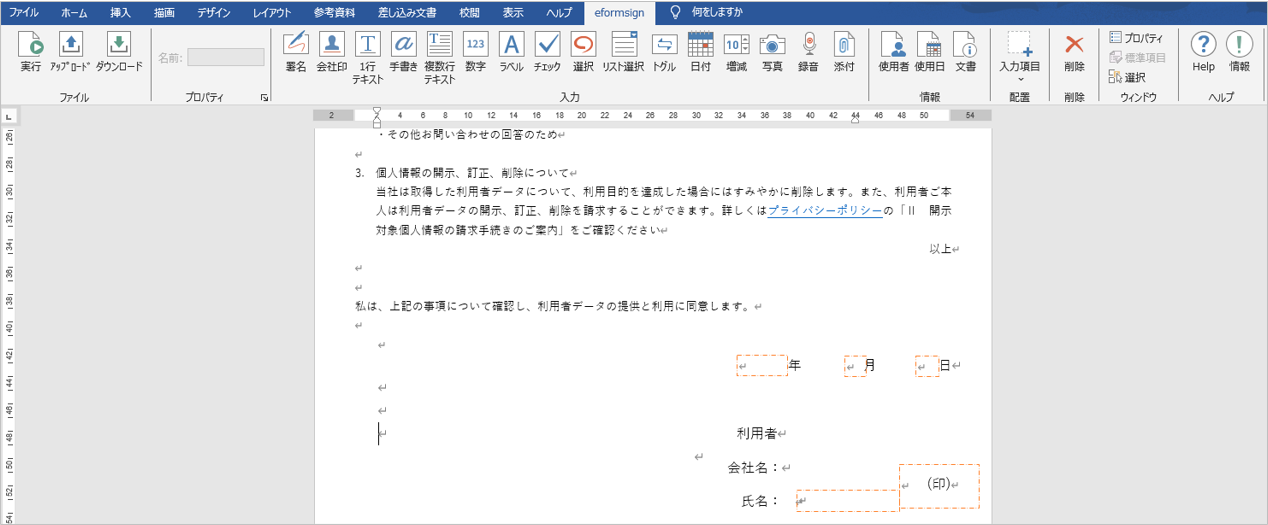 ファイル ホーム 挿入 描画 デザイン レイアウト 参考資料 差し込み文書 校閲 表示 ヘルプ eformsign 何をしますか
実行 アップロード ダウンロード
ファイル
名前:
プロパティ
署名 会社印 1行テキスト 手書き 複数行テキスト 数字 ラベル チェック 選択 リスト選択 トグル 日付 増減 写真 録音 添付
入力
使用者 使用日 文書
情報
入力項目
配置
削除
削除
プロパティ
標準項目
選択
ウィンドウ
Help 情報
ヘルプ
2 2 4 6 8 10 12 14 16 18 20 22 24 26 28 30 32 34 36 38 40 42 44 46 48 50 54
26 28 30 32 34 36 38 40 42 44 46 48 50 52 54
・その他お問い合わせの回答のため
3. 個人情報の開示、訂正、削除について
当社は取得した利用者データについて、利用目的を達成した場合にはすみやかに削除します。また、利用者ご本
人は利用者データの開示、訂正、削除を請求することができます。詳しくはプライバシーポリシーの「Ⅱ 開示
対象個人情報の請求手続きのご案内」をご確認ください
以上
私は、上記の事項について確認し、利用者データの提供と利用に同意します。
年 月 日
利用者
会社名：
(印)
氏名：